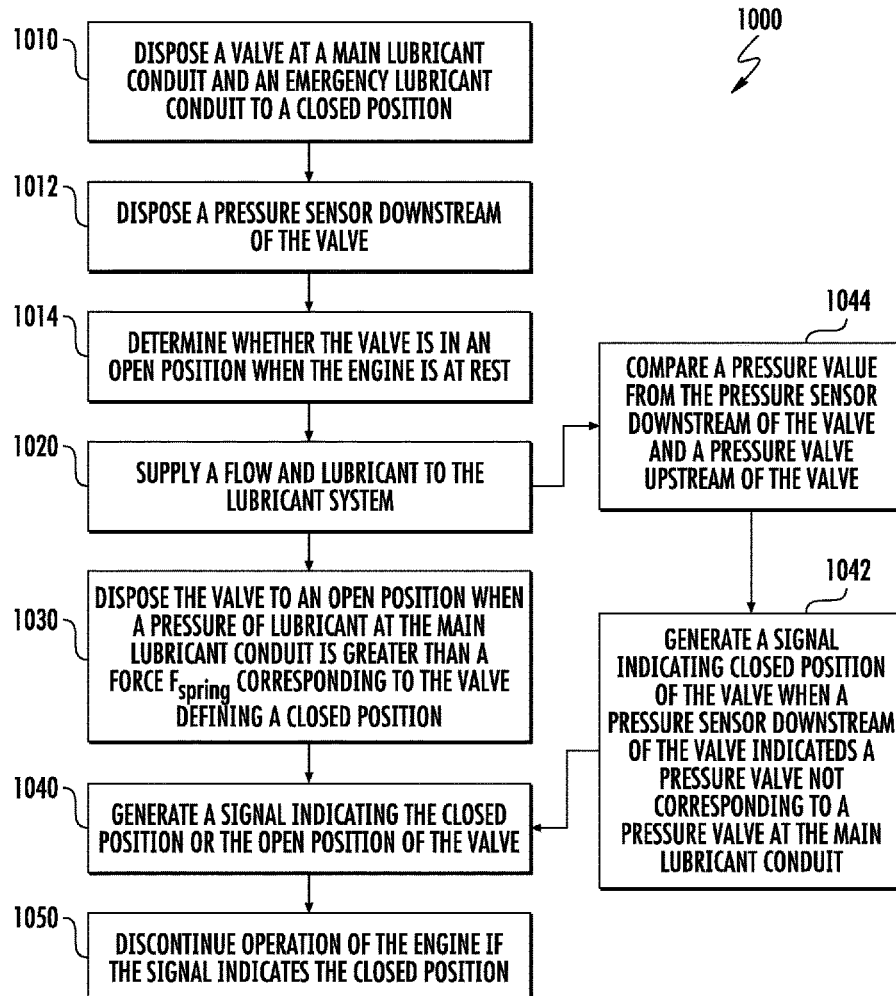 1000
1010
DISPOSE A VALVE AT A MAIN LUBRICANT
CONDUIT AND AN EMERGENCY LUBRICANT
CONDUIT TO A CLOSED POSITION
1012
DISPOSE A PRESSURE SENSOR DOWNSTREAM
OF THE VALVE
1014
DETERMINE WHETHER THE VALVE IS IN AN
OPEN POSITION WHEN THE ENGINE IS AT REST
1020
SUPPLY A FLOW AND LUBRICANT TO THE
LUBRICANT SYSTEM
1044
COMPARE A PRESSURE VALUE
FROM THE PRESSURE SENSOR
DOWNSTREAM OF THE VALVE
AND A PRESSURE VALVE
UPSTREAM OF THE VALVE
1030
DISPOSE THE VALVE TO AN OPEN POSITION WHEN
A PRESSURE OF LUBRICANT AT THE MAIN
LUBRICANT CONDUIT IS GREATER THAN A
FORCE Fspring CORRESPONDING TO THE VALVE
DEFINING A CLOSED POSITION
1042
GENERATE A SIGNAL
INDICATING CLOSED POSITION
OF THE VALVE WHEN A
PRESSURE SENSOR DOWNSTREAM
OF THE VALVE INDICATEDS A
PRESSURE VALVE NOT
CORRESPONDING TO A
PRESSURE VALVE AT THE MAIN
LUBRICANT CONDUIT
1040
GENERATE A SIGNAL INDICATING THE CLOSED
POSITION OR THE OPEN POSITION OF THE VALVE
1050
DISCONTINUE OPERATION OF THE ENGINE IF
THE SIGNAL INDICATES THE CLOSED POSITION